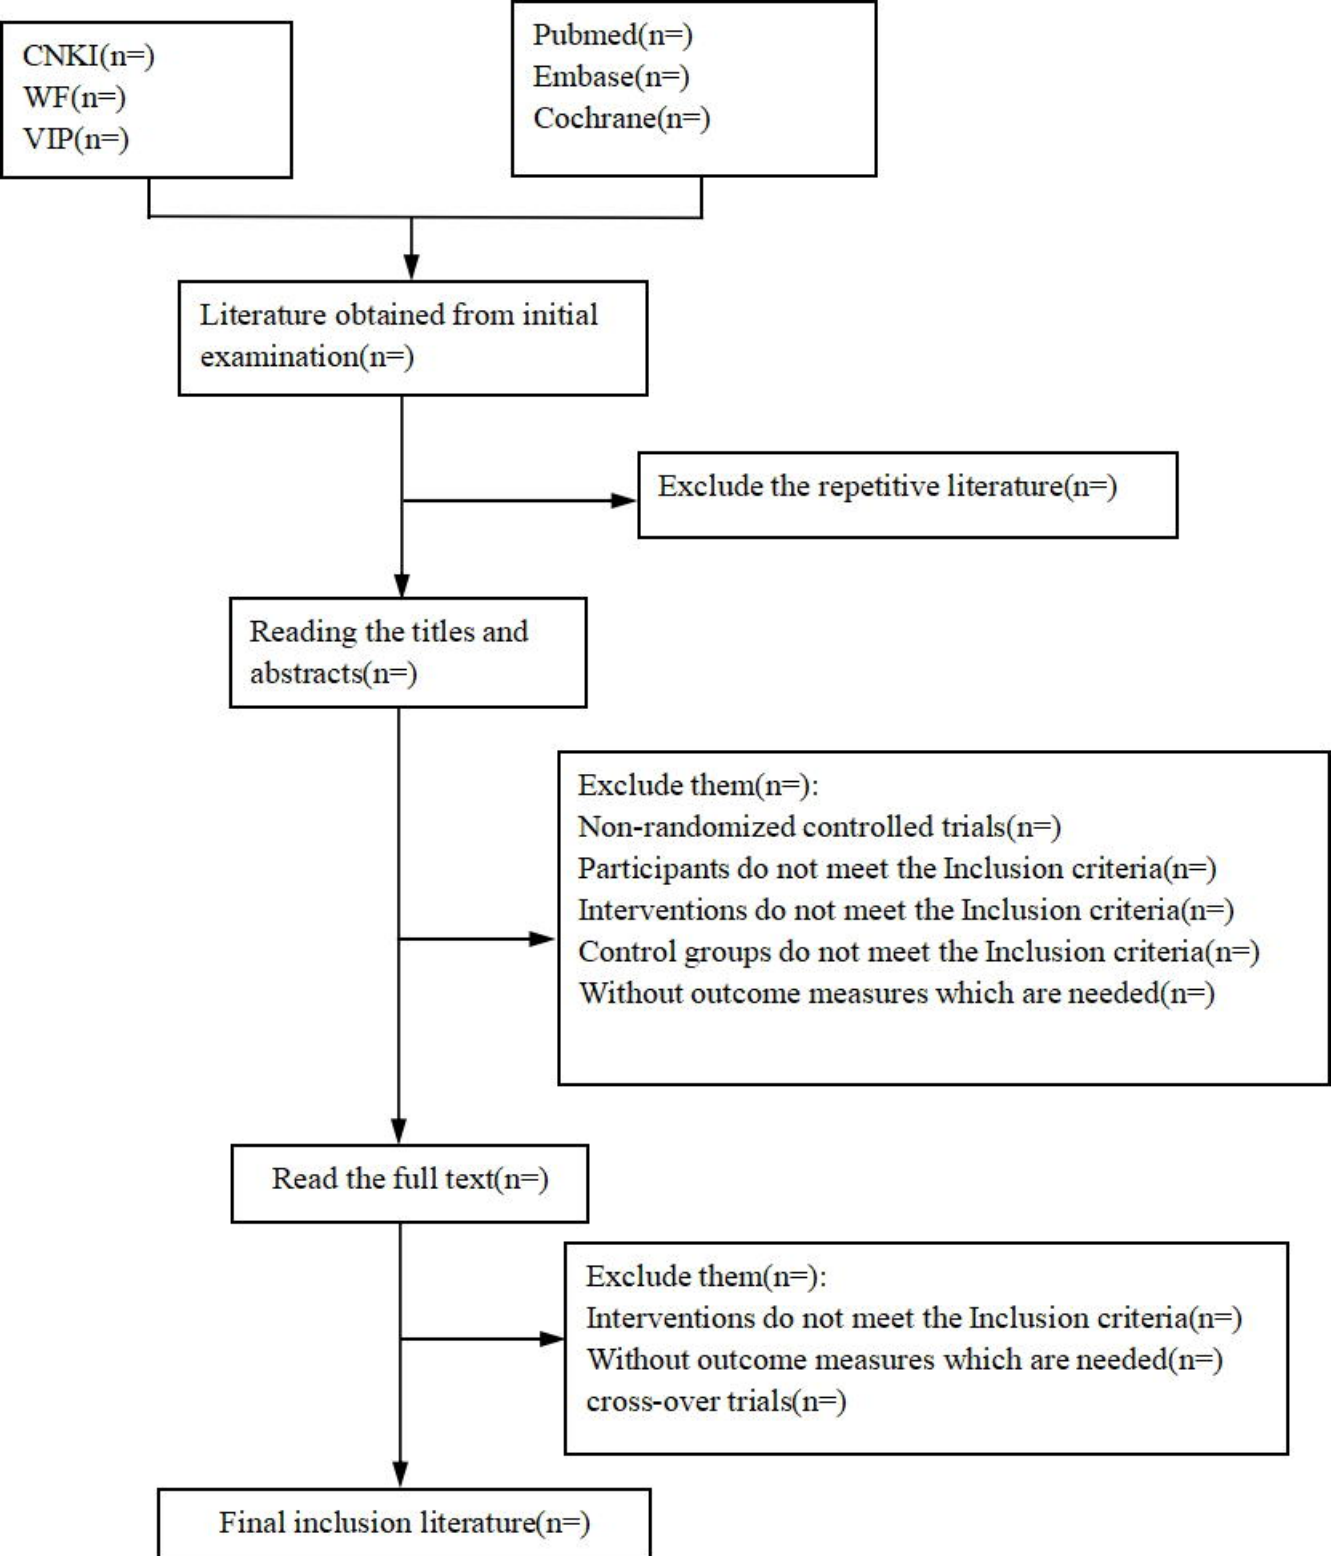 CNKI(n=)
WF(n=)
VIP(n=)
Pubmed(n=)
Embase(n=)
Cochrane(n=)
Literature obtained from initial
examination(n=)
Exclude the repetitive literature(n=)
Reading the titles and
abstracts(n=)
Exclude them(n=):
Non-randomized controlled trials(n=)
Participants do not meet the Inclusion criteria(n=)
Interventions do not meet the Inclusion criteria(n=)
Control groups do not meet the Inclusion criteria(n=)
Without outcome measures which are needed(n=)
Read the full text(n=)
Exclude them(n=):
Interventions do not meet the Inclusion criteria(n=)
Without outcome measures which are needed(n=)
cross-over trials(n=)
Final inclusion literature(n=)